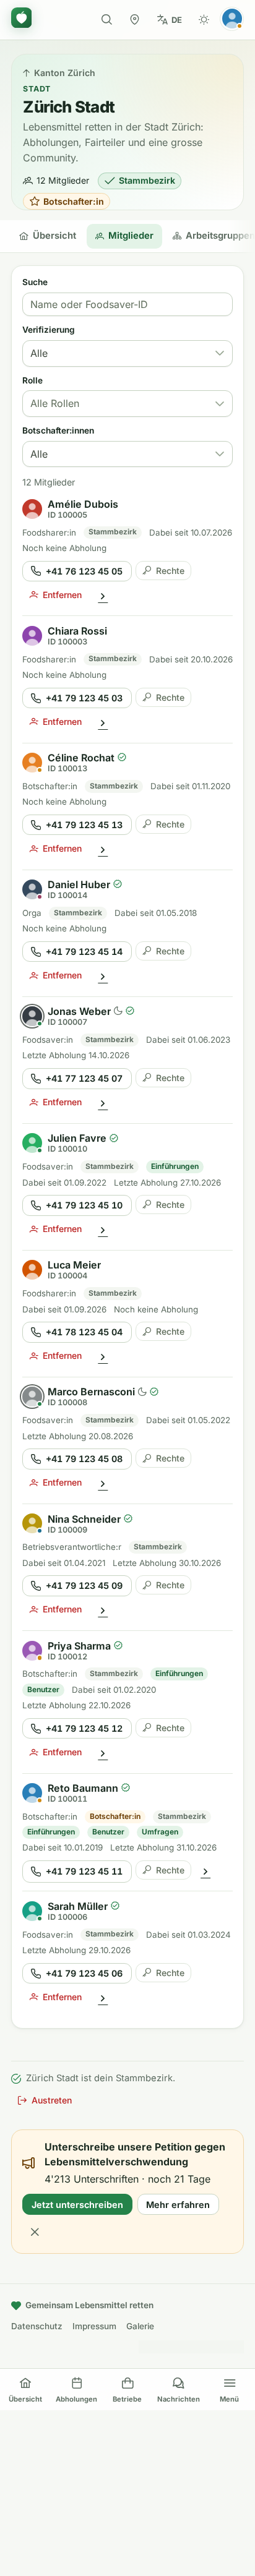 DE
↑ Kanton Zürich
STADT
Zürich Stadt
Lebensmittel retten in der Stadt Zürich:
Abholungen, Fairteiler und eine grosse
Community.
12 Mitglieder Stammbezirk
Botschafter:in
Übersicht Mitglieder Arbeitsgruppen
Suche
Name oder Foodsaver-ID
Verifizierung
Alle
Rolle
Alle Rollen
Botschafter:innen
Alle
12 Mitglieder
Amélie Dubois
ID 100005
Foodsharer:in Stammbezirk Dabei seit 10.07.2026
Noch keine Abholung
+41 76 123 45 05 Rechte
Entfernen
Chiara Rossi
ID 100003
Foodsharer:in Stammbezirk Dabei seit 20.10.2026
Noch keine Abholung
+41 79 123 45 03 Rechte
Entfernen
Céline Rochat
ID 100013
Botschafter:in Stammbezirk Dabei seit 01.11.2020
Noch keine Abholung
+41 79 123 45 13 Rechte
Entfernen
Daniel Huber
ID 100014
Orga Stammbezirk Dabei seit 01.05.2018
Noch keine Abholung
+41 79 123 45 14 Rechte
Entfernen
Jonas Weber
ID 100007
Foodsaver:in Stammbezirk Dabei seit 01.06.2023
Letzte Abholung 14.10.2026
+41 77 123 45 07 Rechte
Entfernen
Julien Favre
ID 100010
Foodsaver:in Stammbezirk Einführungen
Dabei seit 01.09.2022 Letzte Abholung 27.10.2026
+41 79 123 45 10 Rechte
Entfernen
Luca Meier
ID 100004
Foodsharer:in Stammbezirk
Dabei seit 01.09.2026 Noch keine Abholung
+41 78 123 45 04 Rechte
Entfernen
Marco Bernasconi
ID 100008
Foodsaver:in Stammbezirk Dabei seit 01.05.2022
Letzte Abholung 20.08.2026
+41 79 123 45 08 Rechte
Entfernen
Nina Schneider
ID 100009
Betriebsverantwortliche:r Stammbezirk
Dabei seit 01.04.2021 Letzte Abholung 30.10.2026
+41 79 123 45 09 Rechte
Entfernen
Priya Sharma
ID 100012
Botschafter:in Stammbezirk Einführungen
Benutzer Dabei seit 01.02.2020
Letzte Abholung 22.10.2026
+41 79 123 45 12 Rechte
Entfernen
Reto Baumann
ID 100011
Botschafter:in Botschafter:in Stammbezirk
Einführungen Benutzer Umfragen
Dabei seit 10.01.2019 Letzte Abholung 31.10.2026
+41 79 123 45 11 Rechte
Sarah Müller
ID 100006
Foodsaver:in Stammbezirk Dabei seit 01.03.2024
Letzte Abholung 29.10.2026
+41 79 123 45 06 Rechte
Entfernen
Zürich Stadt ist dein Stammbezirk.
Austreten
Unterschreibe unsere Petition gegen
Lebensmittelverschwendung
4'213 Unterschriften · noch 21 Tage
Jetzt unterschreiben Mehr erfahren
Gemeinsam Lebensmittel retten
Datenschutz Impressum Galerie
Übersicht Abholungen Betriebe Nachrichten Menü